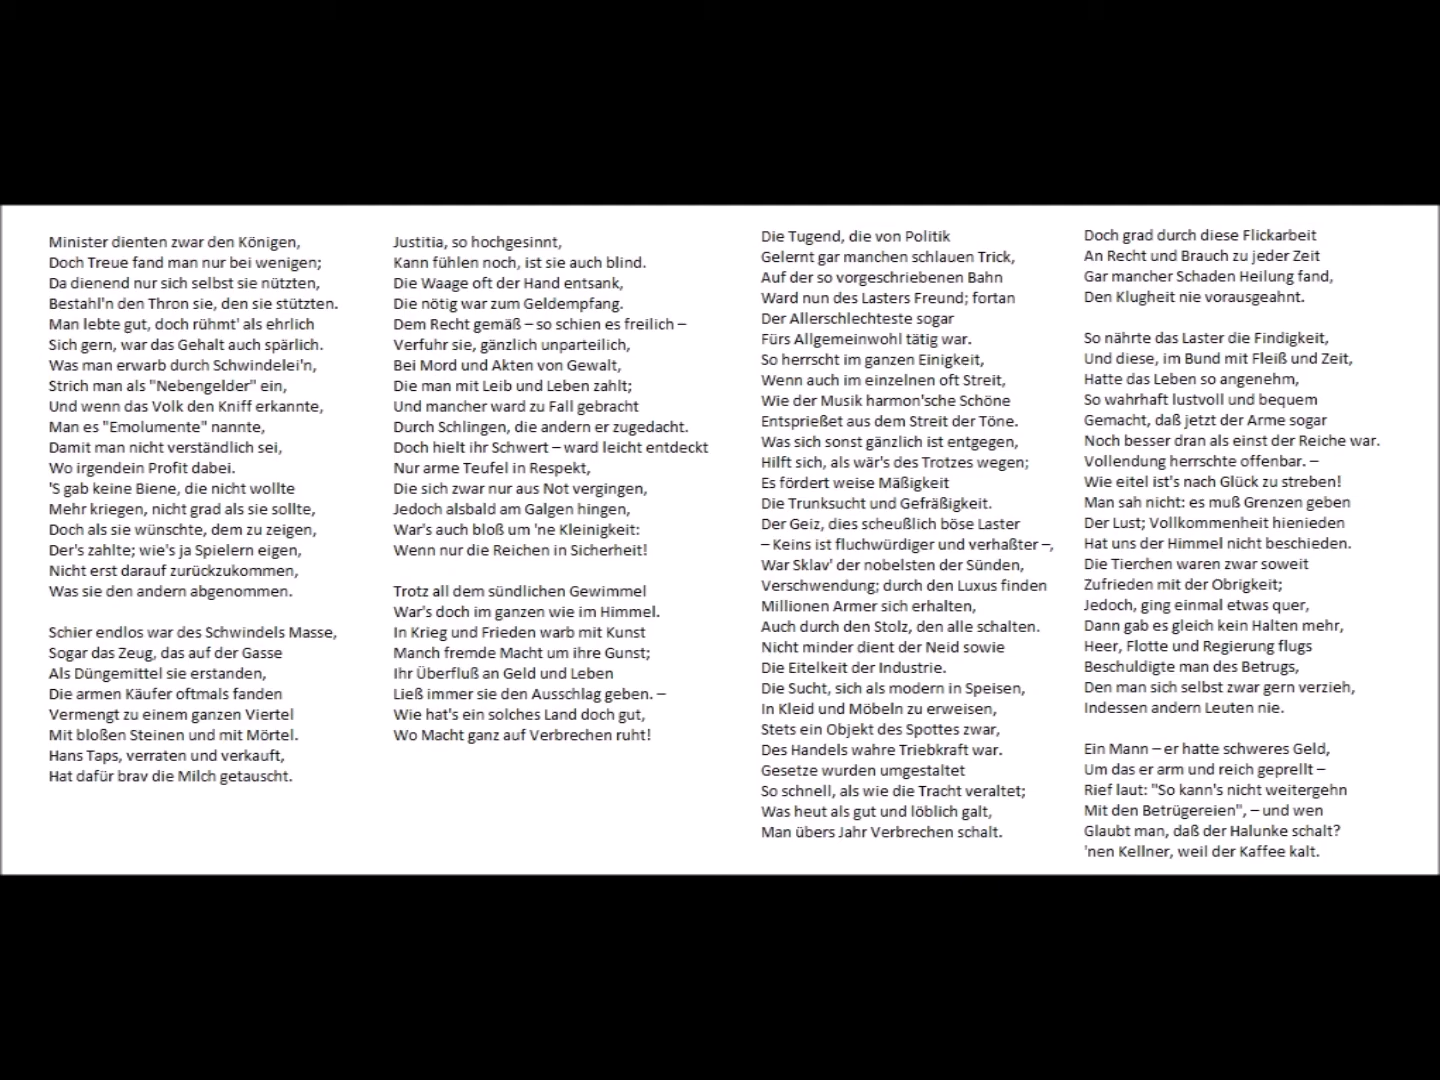 Minister dienten zwar den Königen,
Doch Treue fand man nur bei wenigen;
Da dienend nur sich selbst sie nützten,
Bestahl'n den Thron sie, den sie stützten.
Man lebte gut, doch rühmt' als ehrlich
Sich gern, war das Gehalt auch spärlich.
Was man erwarb durch Schwindelei'n,
Strich man als "Nebengelder" ein,
Und wenn das Volk den Kniff erkannte,
Man es "Emolumente" nannte,
Damit man nicht verständlich sei,
Wo irgendein Profit dabei.
'S gab keine Biene, die nicht wollte
Mehr kriegen, nicht grad als sie sollte,
Doch als sie wünschte, dem zu zeigen,
Der's zahlte; wie's ja Spielern eigen,
Nicht erst darauf zurückzukommen,
Was sie den andern abgenommen.

Schier endlos war des Schwindels Masse,
Sogar das Zeug, das auf der Gasse
Als Düngemittel sie erstanden,
Die armen Käufer oftmals fanden
Vermengt zu einem ganzen Viertel
Mit bloßen Steinen und mit Mörtel.
Hans Taps, verraten und verkauft,
Hat dafür brav die Milch getauscht.

Justitia, so hochgesinnt,
Kann fühlen noch, ist sie auch blind.
Die Waage oft der Hand entsank,
Die nötig war zum Geldempfang.
Dem Recht gemäß – so schien es freilich –
Verfuhr sie, gänzlich unparteilich,
Bei Mord und Akten von Gewalt,
Die man mit Leib und Leben zahlt;
Und mancher ward zu Fall gebracht
Durch Schlingen, die andern er zugedacht.
Doch hielt ihr Schwert – ward leicht entdeckt
Nur arme Teufel in Respekt,
Die sich zwar nur aus Not vergingen,
Jedoch alsbald am Galgen hingen,
War's auch bloß um 'ne Kleinigkeit:
Wenn nur die Reichen in Sicherheit!

Trotz all dem sündlichen Gewimmel
War's doch im ganzen wie im Himmel.
In Krieg und Frieden warb mit Kunst
Manch fremde Macht um ihre Gunst;
Ihr Überfluß an Geld und Leben
Ließ immer sie den Ausschlag geben. –
Wie hat's ein solches Land doch gut,
Wo Macht ganz auf Verbrechen ruht!

Die Tugend, die von Politik
Gelernt gar manchen schlauen Trick,
Auf der so vorgeschriebenen Bahn
Ward nun des Lasters Freund; fortan
Der Allerschlechteste sogar
Fürs Allgemeinwohl tätig war.
So herrscht im ganzen Einigkeit,
Wenn auch im einzelnen oft Streit,
Wie der Musik harmon'sche Schöne
Entsprießet aus dem Streit der Töne.
Was sich sonst gänzlich ist entgegen,
Hilft sich, als wär's des Trotzes wegen;
Es fördert weise Mäßigkeit
Die Trunksucht und Gefräßigkeit.
Der Geiz, dies scheußlich böse Laster
– Keins ist fluchwürdiger und verhaßter –,
War Sklav' der nobelsten der Sünden,
Verschwendung; durch den Luxus finden
Millionen Armer sich erhalten,
Auch durch den Stolz, den alle schalten.
Nicht minder dient der Neid sowie
Die Eitelkeit der Industrie.
Die Sucht, sich als modern in Speisen,
In Kleid und Möbeln zu erweisen,
Stets ein Objekt des Spottes zwar,
Des Handels wahre Triebkraft war.
Gesetze wurden umgestaltet
So schnell, als wie die Tracht veraltet;
Was heut als gut und löblich galt,
Man übers Jahr Verbrechen schalt.

Doch grad durch diese Flickarbeit
An Recht und Brauch zu jeder Zeit
Gar mancher Schaden Heilung fand,
Den Klugheit nie vorausgeahnt.

So nährte das Laster die Findigkeit,
Und diese, im Bund mit Fleiß und Zeit,
Hatte das Leben so angenehm,
So wahrhaft lustvoll und bequem
Gemacht, daß jetzt der Arme sogar
Noch besser dran als einst der Reiche war.
Vollendung herrschte offenbar. –
Wie eitel ist's nach Glück zu streben!
Man sah nicht: es muß Grenzen geben
Der Lust; Vollkommenheit hienieden
Hat uns der Himmel nicht beschieden.
Die Tierchen waren zwar soweit
Zufrieden mit der Obrigkeit;
Jedoch, ging einmal etwas quer,
Dann gab es gleich kein Halten mehr,
Heer, Flotte und Regierung flugs
Beschuldigte man des Betrugs,
Den man sich selbst zwar gern verzieh,
Indessen andern Leuten nie.

Ein Mann – er hatte schweres Geld,
Um das er arm und reich geprellt –
Rief laut: "So kann's nicht weitergehn
Mit den Betrügereien", – und wen
Glaubt man, daß der Halunke schalt?
'nen Kellner, weil der Kaffee kalt.